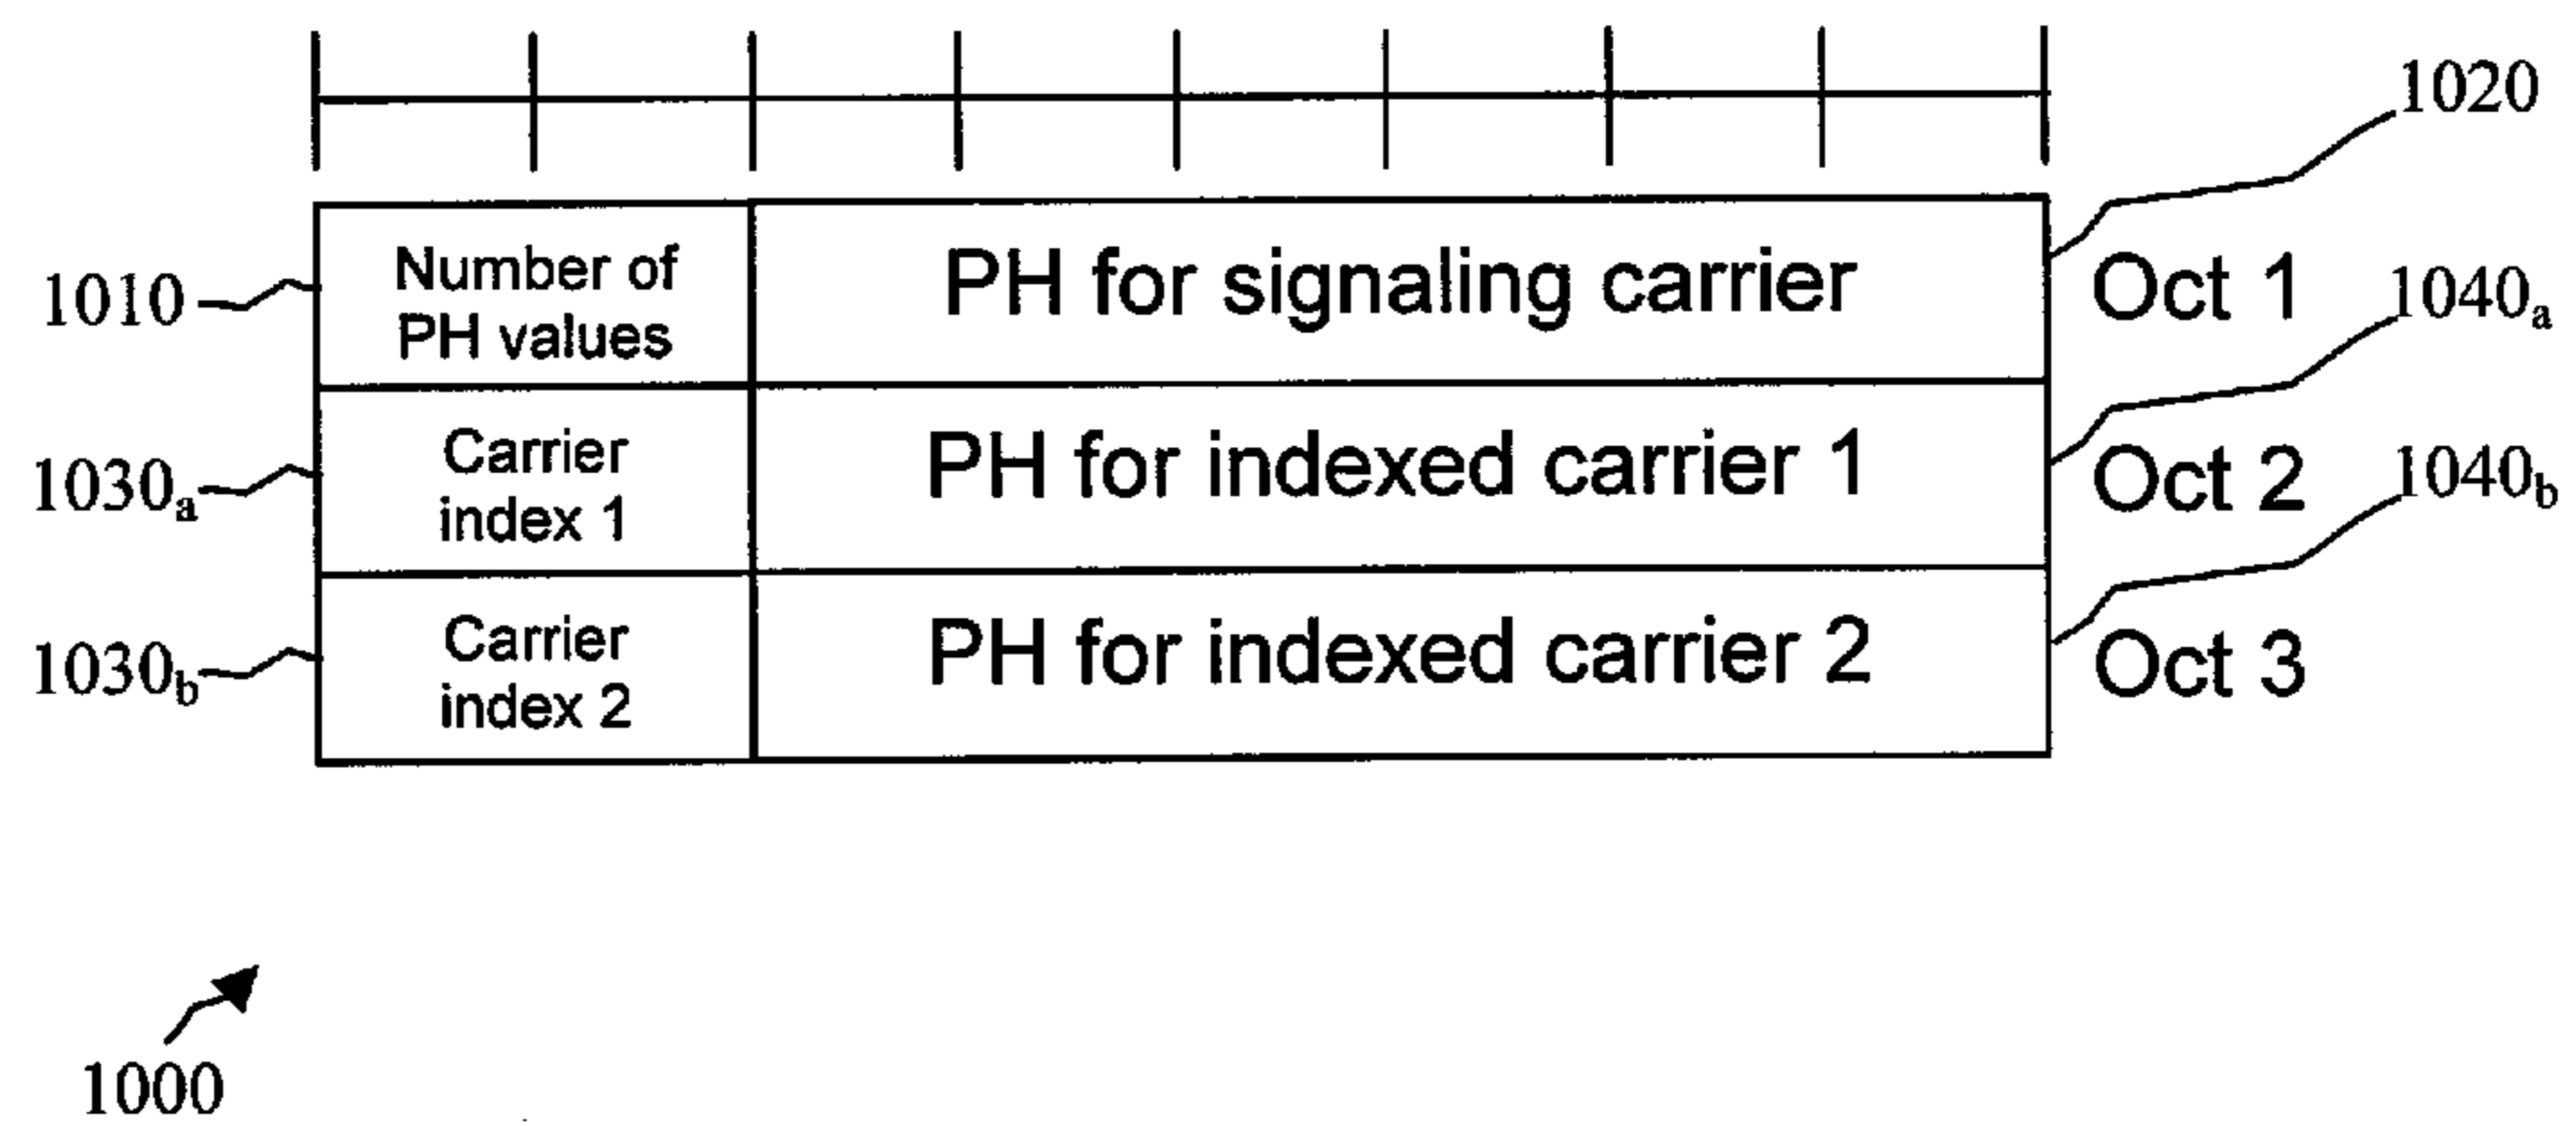 1020
1010
Number of
PH values
PH for signaling carrier
Oct 1
1040a
1030a
Carrier
index 1
PH for indexed carrier 1
Oct 2
1040b
1030b
Carrier
index 2
PH for indexed carrier 2
Oct 3
1000